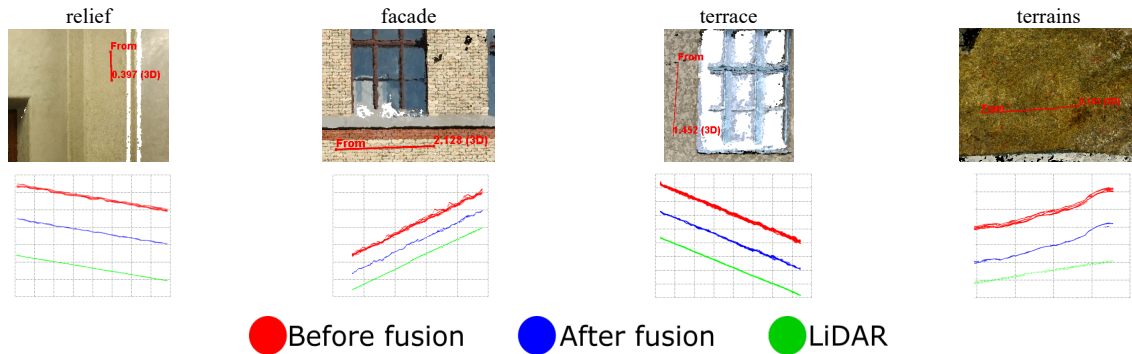 relief facade terrace terrains
From
0.397 (3D)
From 2.128 (3D)
From
1.452 (3D)
Before fusion After fusion LiDAR